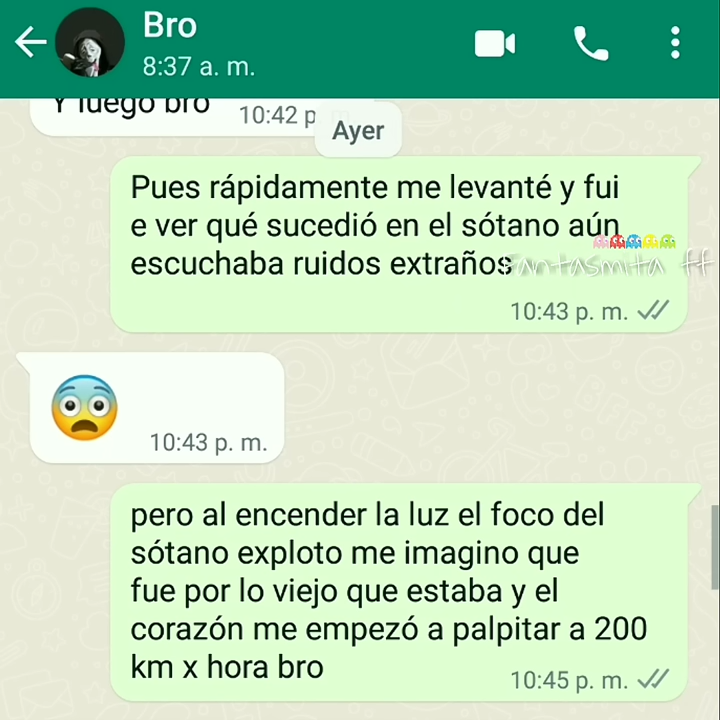 Bro
8:37 a. m.
Y luego bro
10:42 p
Ayer
Pues rápidamente me levanté y fui
e ver qué sucedió en el sótano aún
escuchaba ruidos extraños
Fantasmita ff
10:43 p. m.
10:43 p. m.
pero al encender la luz el foco del
sótano exploto me imagino que
fue por lo viejo que estaba y el
corazón me empezó a palpitar a 200
km x hora bro
10:45 p. m.